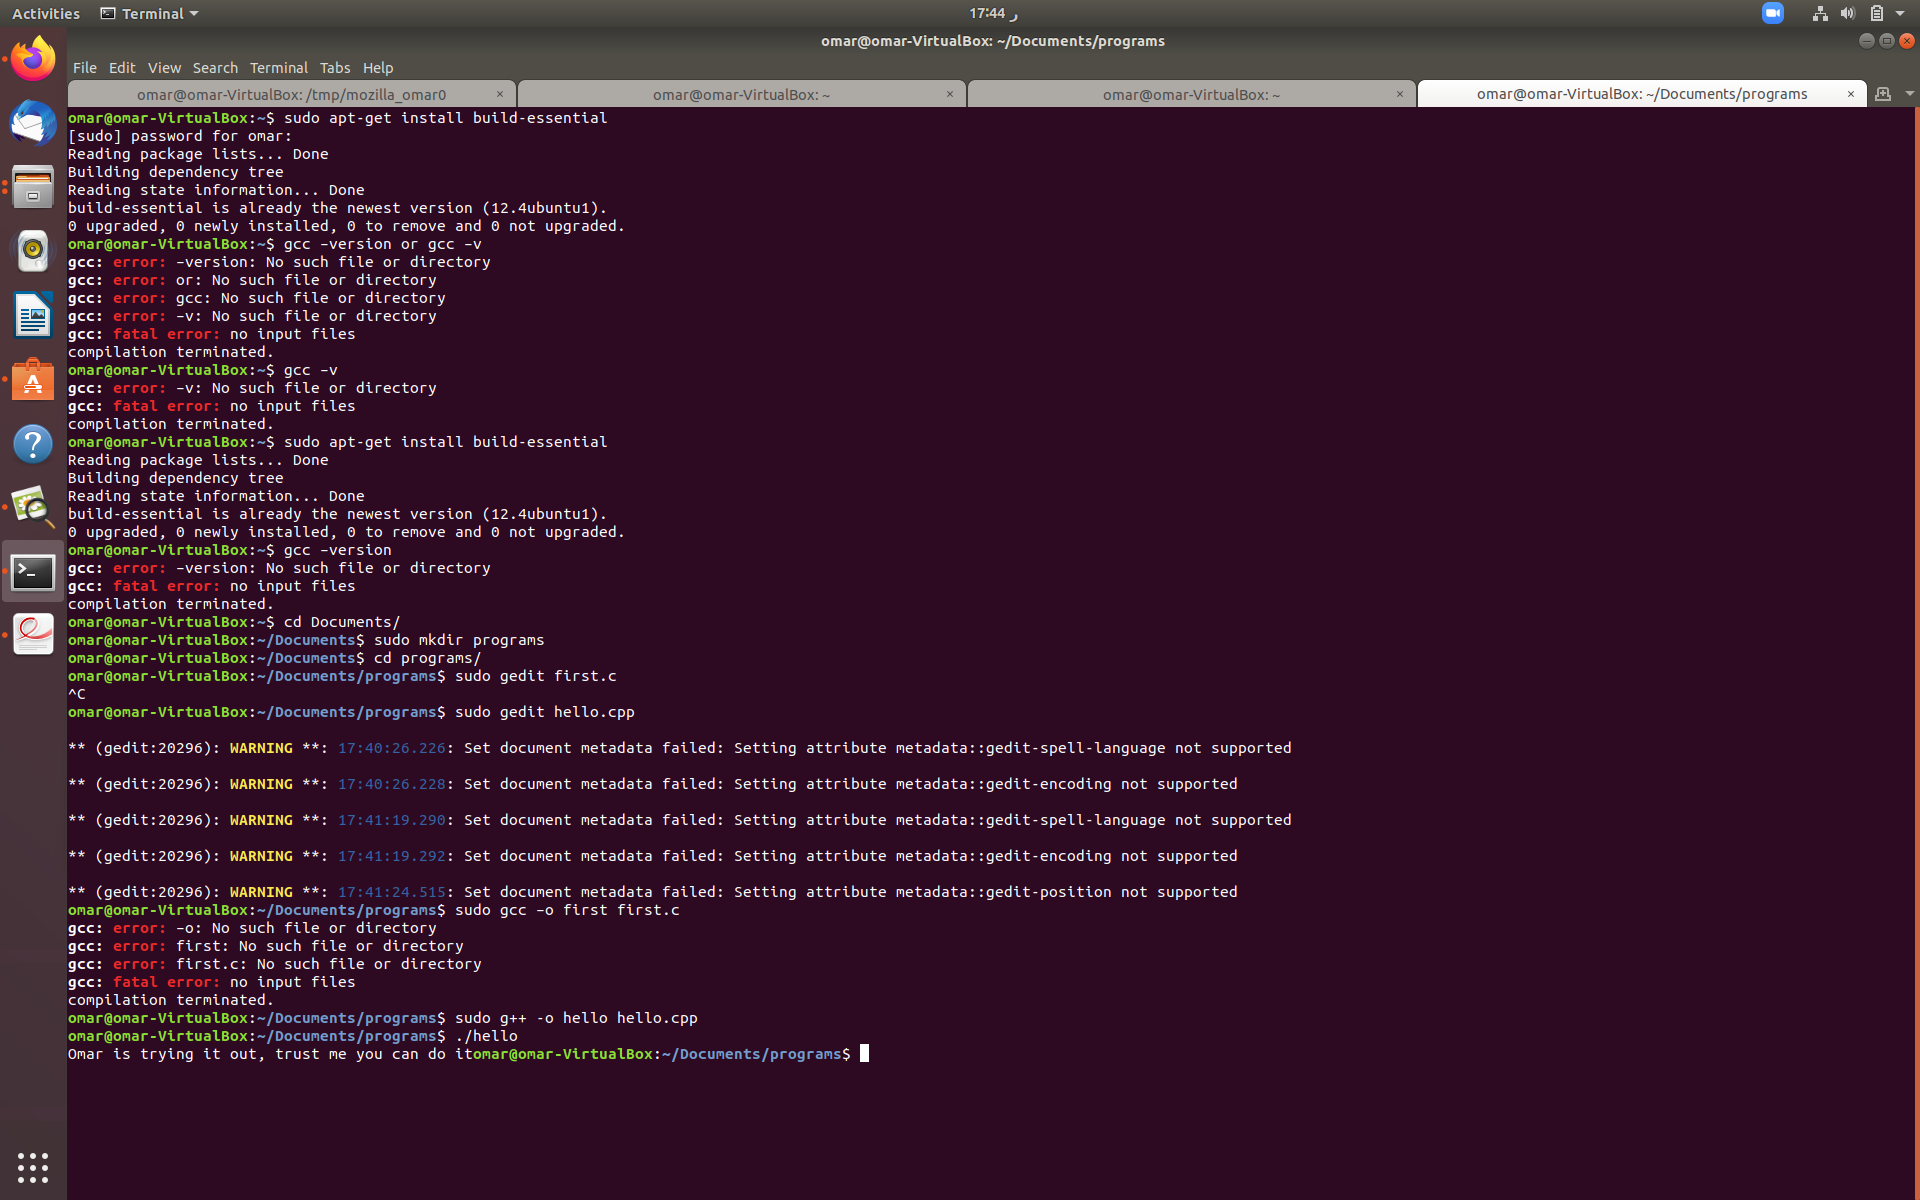 Activities Terminal 17:44 ر
omar@omar-VirtualBox: ~/Documents/programs
File Edit View Search Terminal Tabs Help
omar@omar-VirtualBox: /tmp/mozilla_omar0 × omar@omar-VirtualBox: ~ × omar@omar-VirtualBox: ~ × omar@omar-VirtualBox: ~/Documents/programs ×
omar@omar-VirtualBox:~$ sudo apt-get install build-essential
[sudo] password for omar:
Reading package lists... Done
Building dependency tree
Reading state information... Done
build-essential is already the newest version (12.4ubuntu1).
0 upgraded, 0 newly installed, 0 to remove and 0 not upgraded.
omar@omar-VirtualBox:~$ gcc –version or gcc –v
gcc: error: –version: No such file or directory
gcc: error: or: No such file or directory
gcc: error: gcc: No such file or directory
gcc: error: –v: No such file or directory
gcc: fatal error: no input files
compilation terminated.
omar@omar-VirtualBox:~$ gcc –v
gcc: error: –v: No such file or directory
gcc: fatal error: no input files
compilation terminated.
omar@omar-VirtualBox:~$ sudo apt-get install build-essential
Reading package lists... Done
Building dependency tree
Reading state information... Done
build-essential is already the newest version (12.4ubuntu1).
0 upgraded, 0 newly installed, 0 to remove and 0 not upgraded.
omar@omar-VirtualBox:~$ gcc –version
gcc: error: –version: No such file or directory
gcc: fatal error: no input files
compilation terminated.
omar@omar-VirtualBox:~$ cd Documents/
omar@omar-VirtualBox:~/Documents$ sudo mkdir programs
omar@omar-VirtualBox:~/Documents$ cd programs/
omar@omar-VirtualBox:~/Documents/programs$ sudo gedit first.c
^C
omar@omar-VirtualBox:~/Documents/programs$ sudo gedit hello.cpp
** (gedit:20296): WARNING **: 17:40:26.226: Set document metadata failed: Setting attribute metadata::gedit-spell-language not supported
** (gedit:20296): WARNING **: 17:40:26.228: Set document metadata failed: Setting attribute metadata::gedit-encoding not supported
** (gedit:20296): WARNING **: 17:41:19.290: Set document metadata failed: Setting attribute metadata::gedit-spell-language not supported
** (gedit:20296): WARNING **: 17:41:19.292: Set document metadata failed: Setting attribute metadata::gedit-encoding not supported
** (gedit:20296): WARNING **: 17:41:24.515: Set document metadata failed: Setting attribute metadata::gedit-position not supported
omar@omar-VirtualBox:~/Documents/programs$ sudo gcc –o first first.c
gcc: error: –o: No such file or directory
gcc: error: first: No such file or directory
gcc: error: first.c: No such file or directory
gcc: fatal error: no input files
compilation terminated.
omar@omar-VirtualBox:~/Documents/programs$ sudo g++ -o hello hello.cpp
omar@omar-VirtualBox:~/Documents/programs$ ./hello
Omar is trying it out, trust me you can do itomar@omar-VirtualBox:~/Documents/programs$